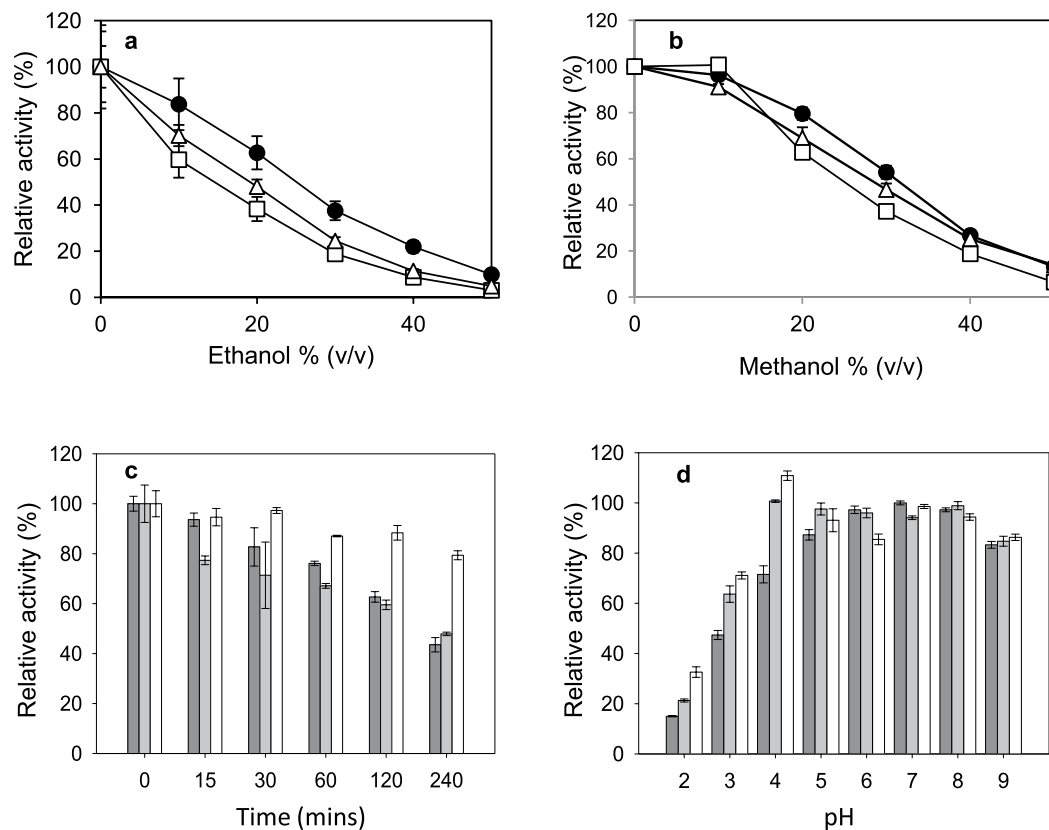 a
Relative activity (%)
120
100
80
60
40
20
0
0 20 40
Ethanol % (v/v)
b
Relative activity (%)
120
100
80
60
40
20
0
0 20 40
Methanol % (v/v)
c
Relative activity (%)
120
100
80
60
40
20
0
0 15 30 60 120 240
Time (mins)
d
Relative activity (%)
120
100
80
60
40
20
0
2 3 4 5 6 7 8 9
pH